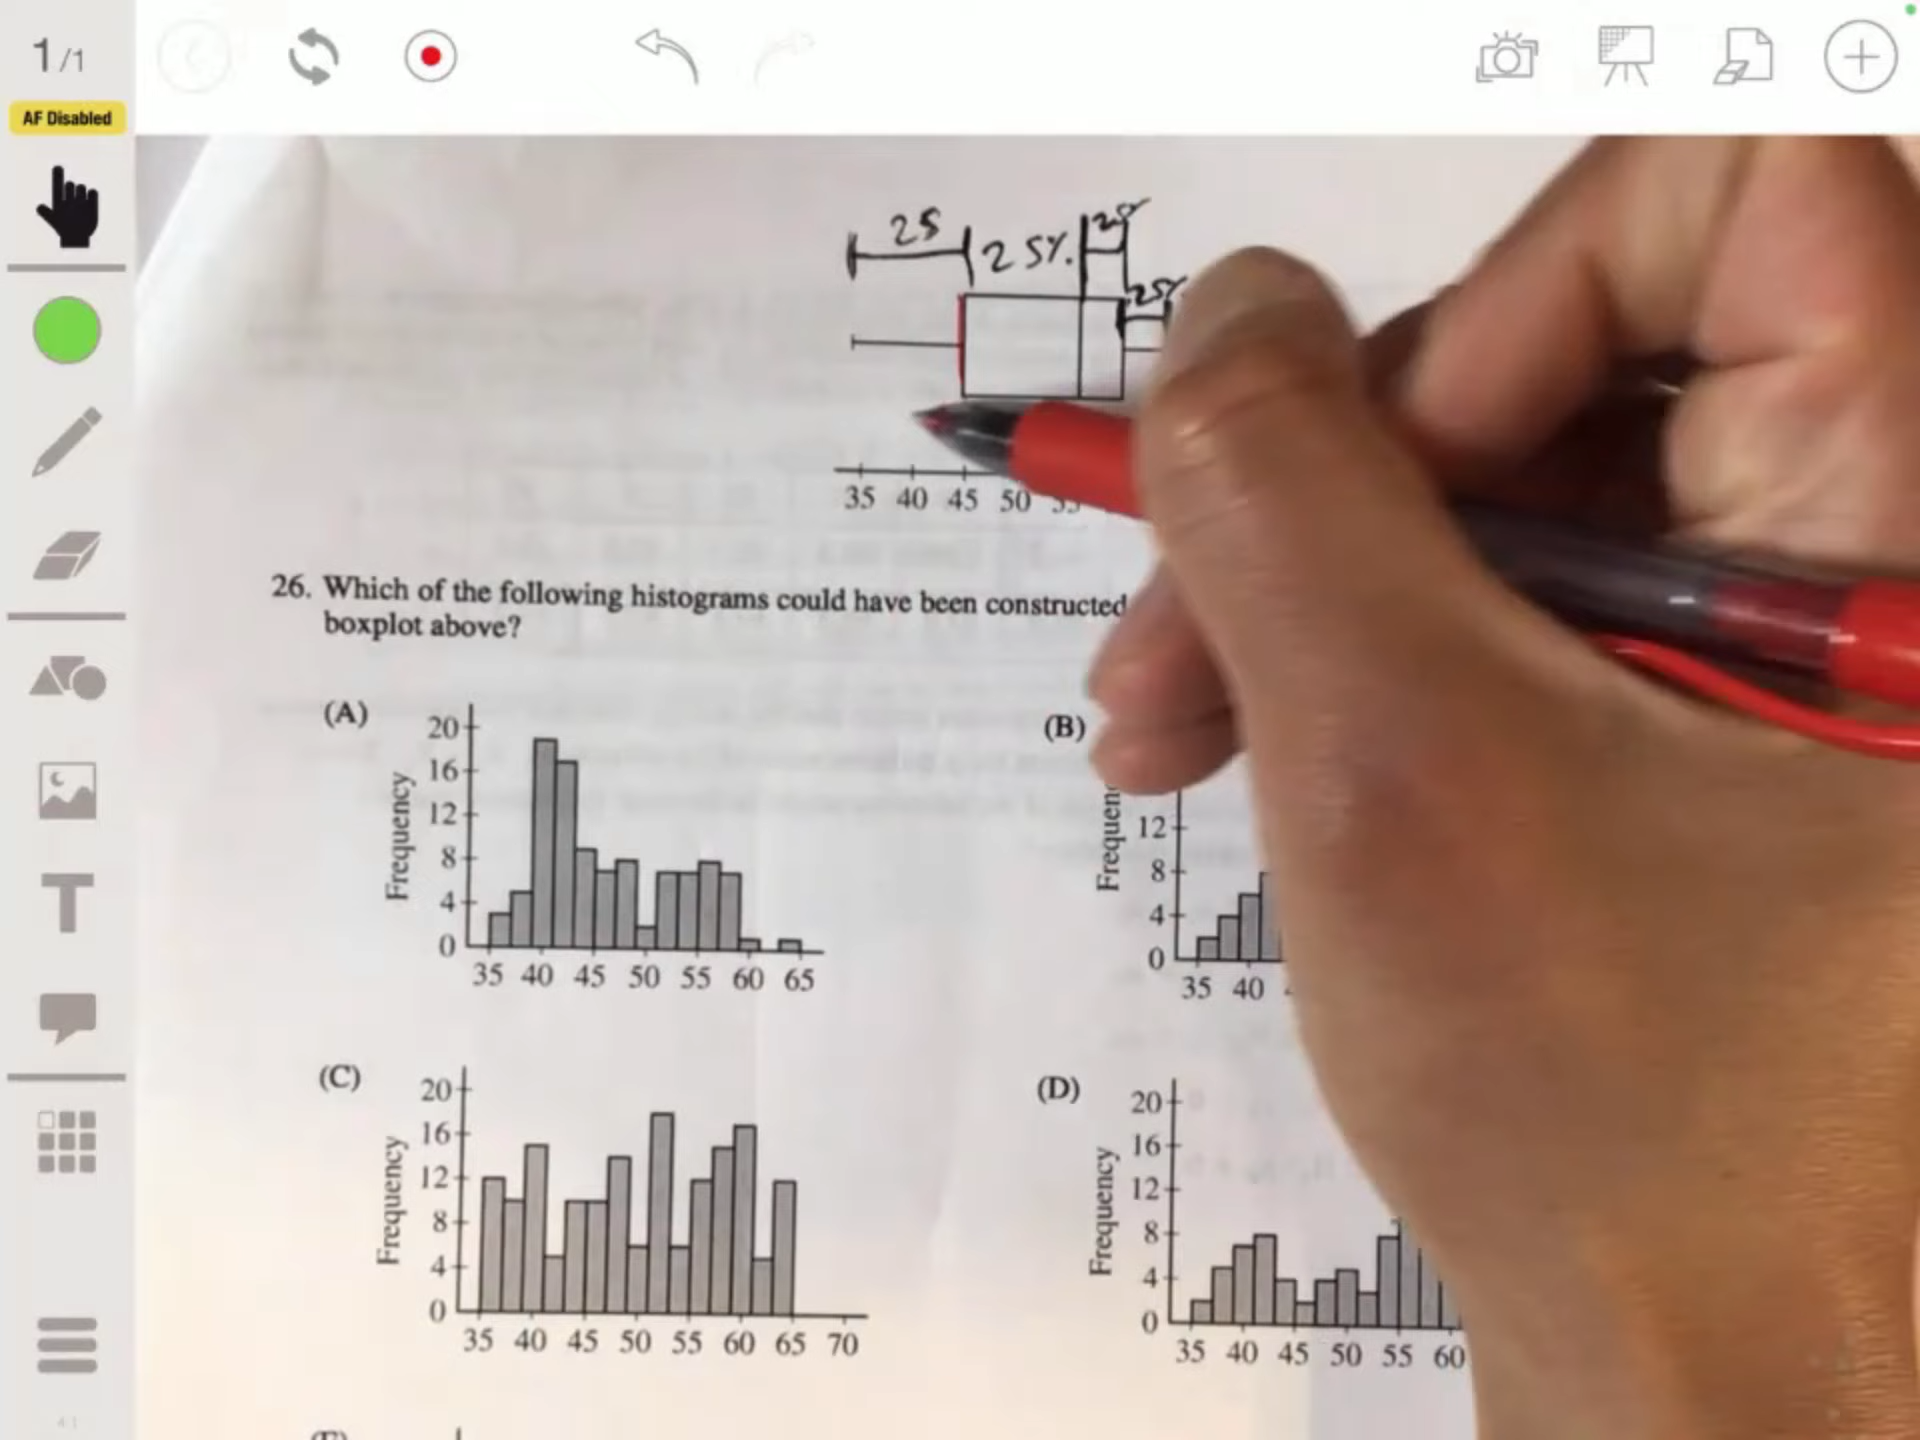 1/1
AF Disabled
25
25%
25%
35 40 45 50
26. Which of the following histograms could have been constructed
boxplot above?
(A)
20
16
12
8
4
0
Frequency
35 40 45 50 55 60 65
(B)
12
8
4
0
35 40
(C)
20
16
12
8
4
0
Frequency
35 40 45 50 55 60 65 70
(D)
20
16
12
8
4
0
Frequency
35 40 45 50 55 60